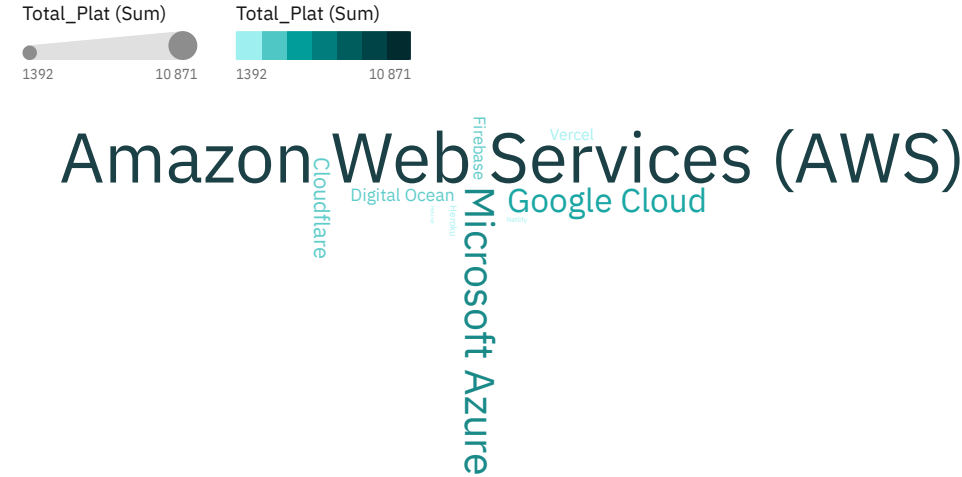 Total_Plat (Sum)
Total_Plat (Sum)
1392
10 871
1392
10 871
Amazon Web Services (AWS)
Firebase
Vercel
Cloudflare
Digital Ocean
Heroku
Microsoft Azure
Google Cloud
Netlify